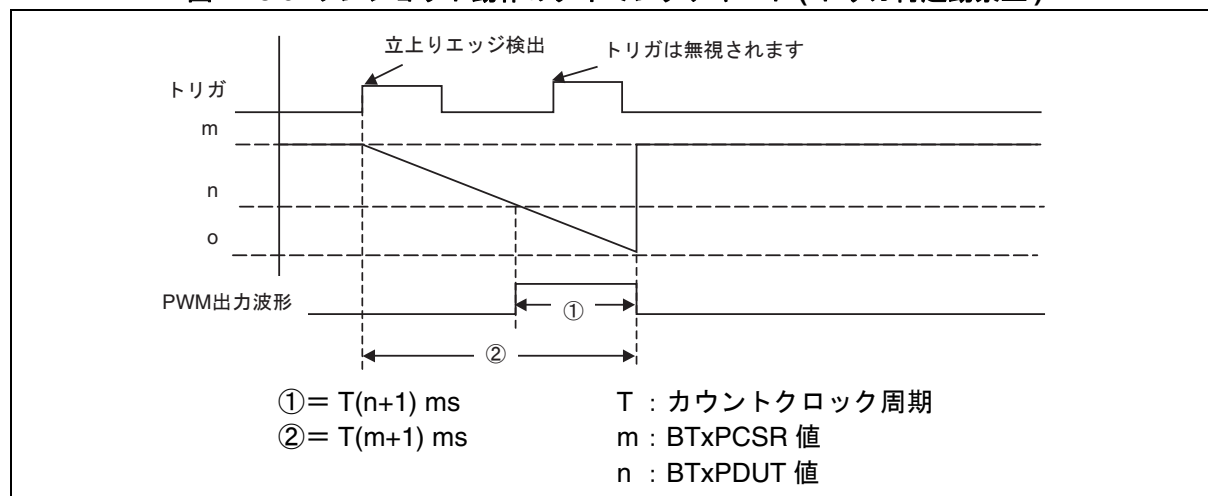 立上りエッジ検出
トリガは無視されます
トリガ
m
n
o
PWM出力波形
①
②
①＝ T(n+1) ms
②＝ T(m+1) ms
T ：カウントクロック周期
m：BTxPCSR 値
n ：BTxPDUT 値